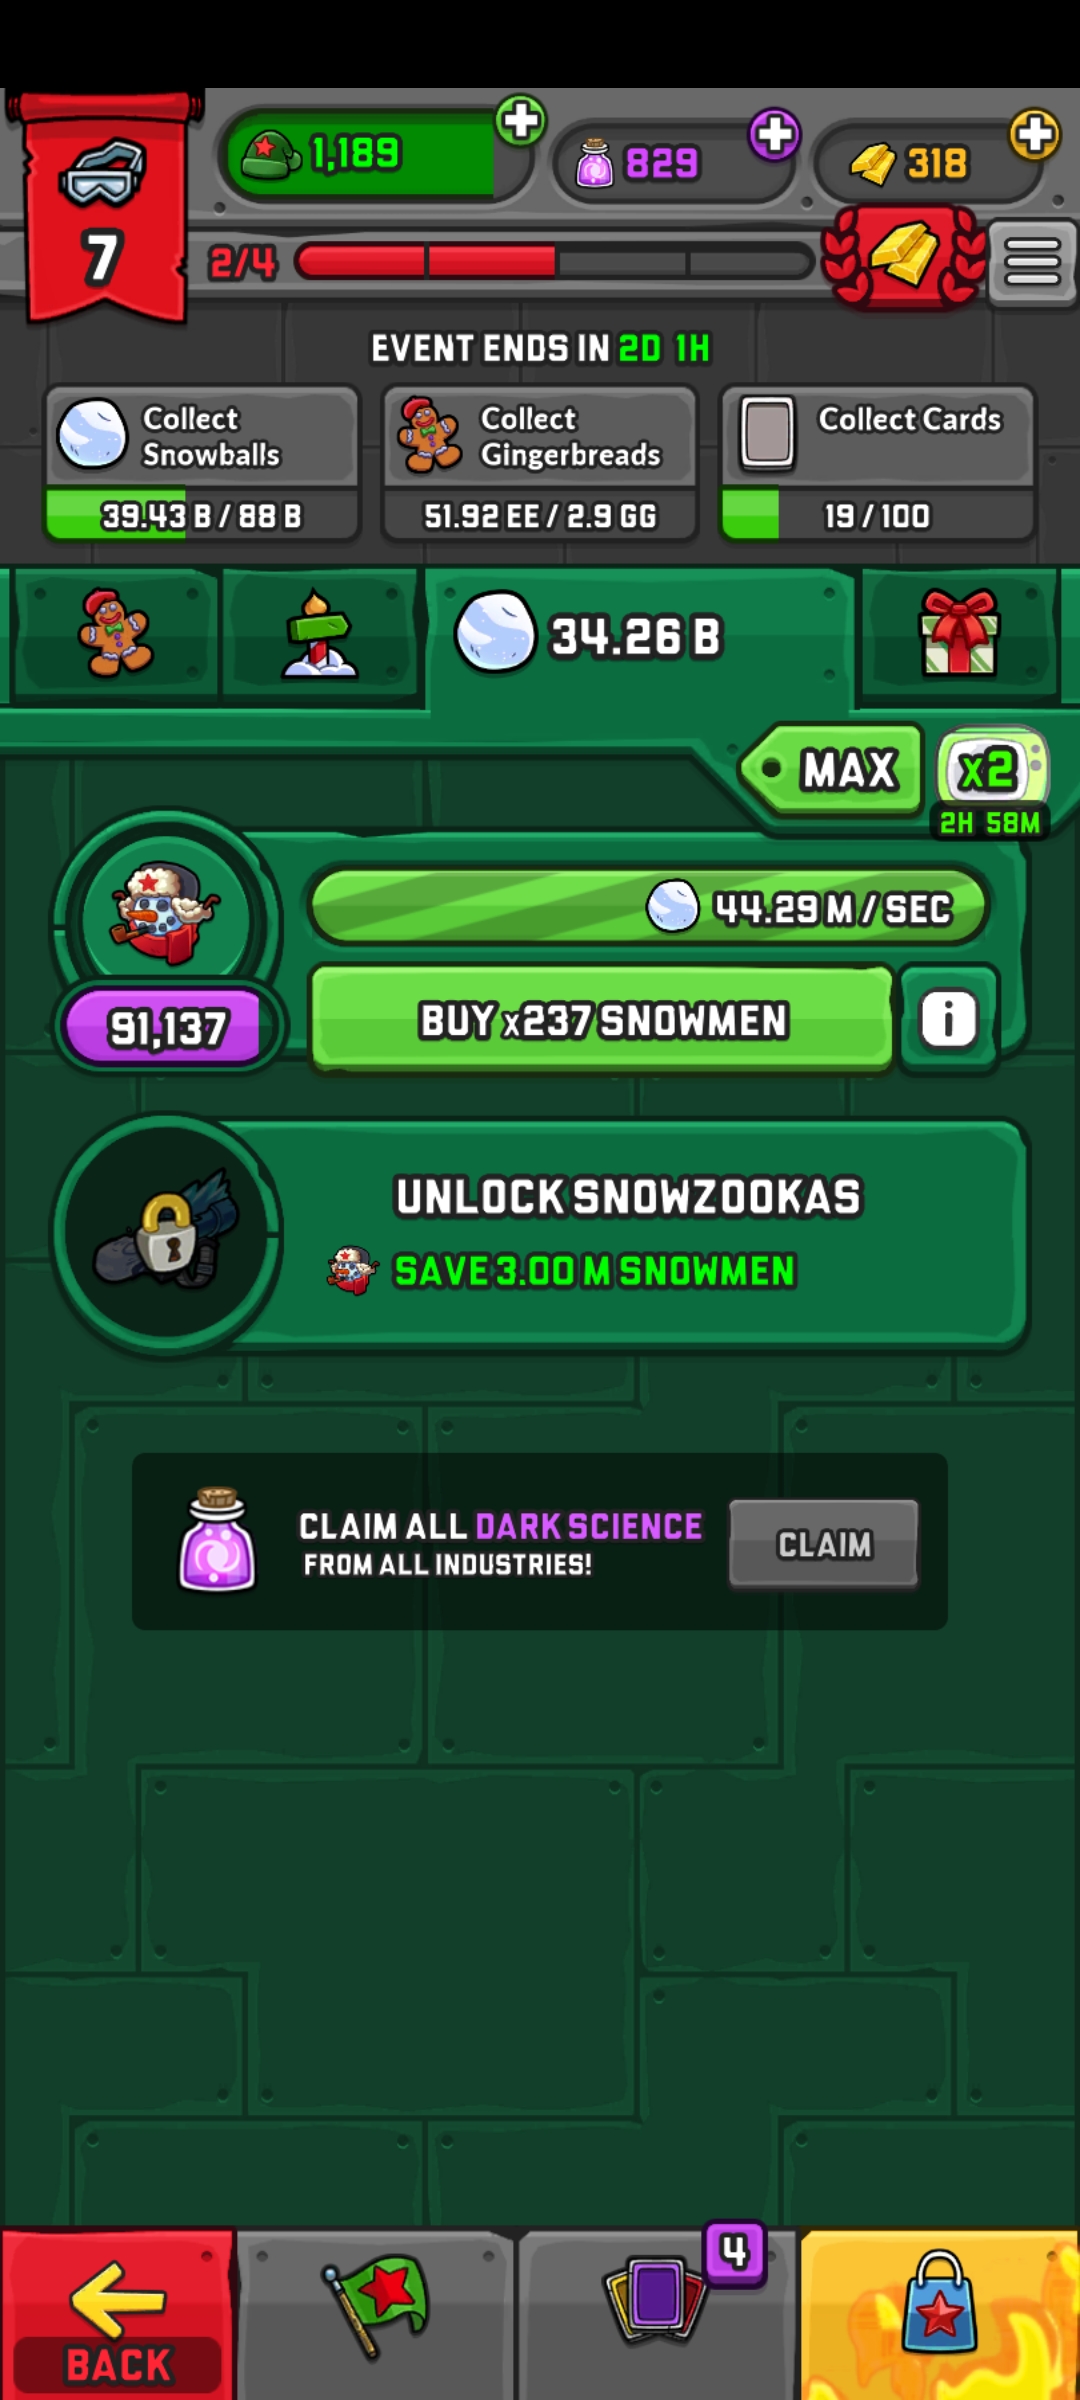 1,189
829
318
7
2/4
EVENT ENDS IN 2D 1H
Collect
Snowballs
39.43 B / 88 B
Collect
Gingerbreads
51.92 EE / 2.9 GG
Collect Cards
19 / 100
34.26 B
MAX
x2
2H 58M
44.29 M / SEC
91,137
BUY x237 SNOWMEN
i
UNLOCK SNOWZOOKAS
SAVE 3.00 M SNOWMEN
CLAIM ALL DARK SCIENCE
FROM ALL INDUSTRIES!
CLAIM
4
BACK